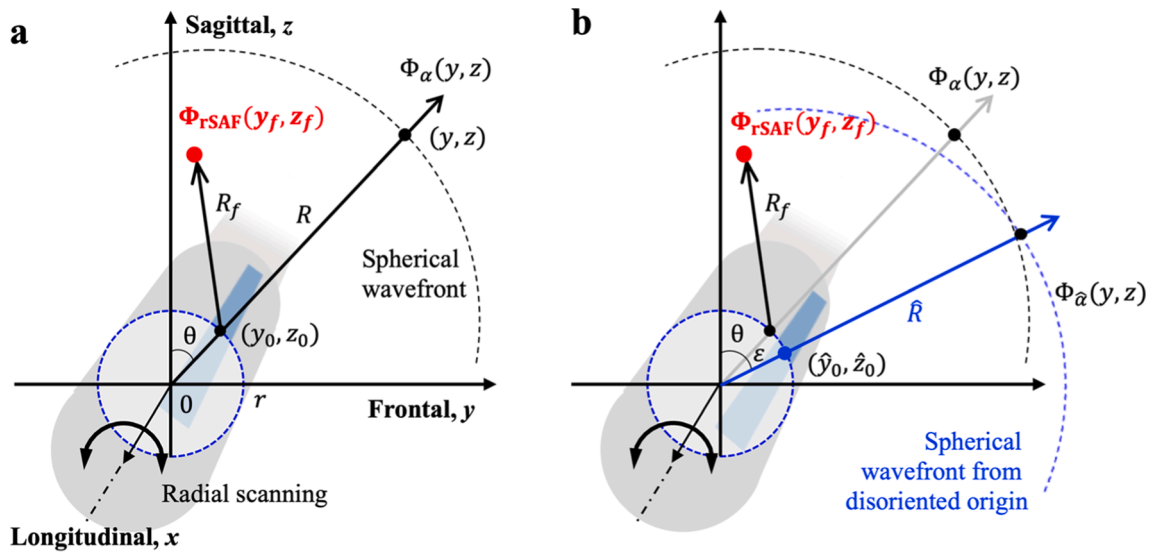 a
Sagittal, z
Φα(y, z)
ΦrSAF(yf, zf)
(y, z)
Rf
R
Spherical
wavefront
θ
(y0, z0)
0
r
Frontal, y
Radial scanning
Longitudinal, x
b
Φα(y, z)
ΦrSAF(yf, zf)
Rf
R̂
Φα̂(y, z)
θ
ε
(ŷ0, ẑ0)
Spherical
wavefront from
disoriented origin